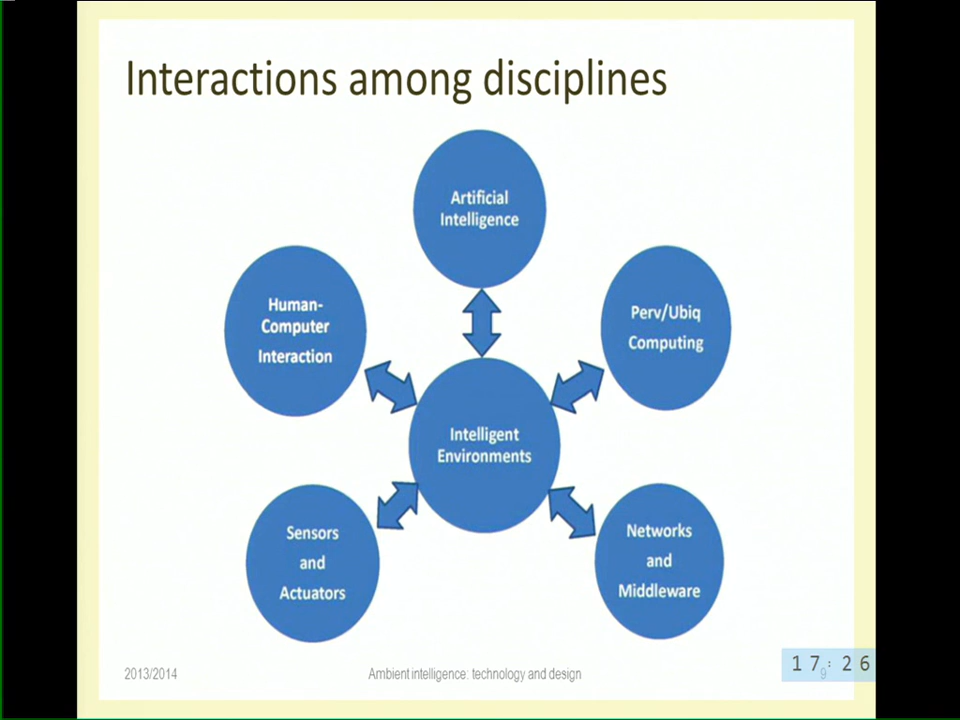 Interactions among disciplines
Artificial
Intelligence
Human-
Computer
Interaction
Perv/Ubiq
Computing
Intelligent
Environments
Sensors
and
Actuators
Networks
and
Middleware
2013/2014
Ambient intelligence: technology and design
9
17:26